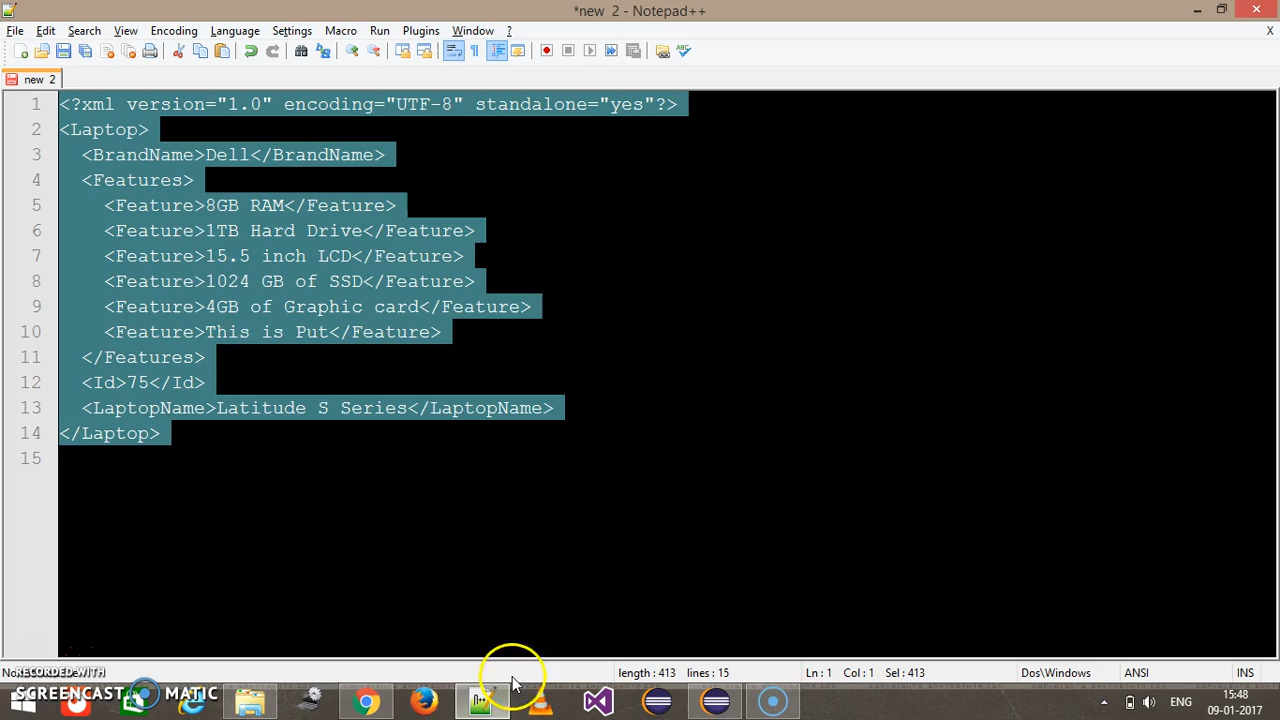 *new  2 - Notepad++
File Edit Search View Encoding Language Settings Macro Run Plugins Window ? X
new  2
1 <?xml version="1.0" encoding="UTF-8" standalone="yes"?>
2 <Laptop>
3 <BrandName>Dell</BrandName>
4 <Features>
5 <Feature>8GB RAM</Feature>
6 <Feature>1TB Hard Drive</Feature>
7 <Feature>15.5 inch LCD</Feature>
8 <Feature>1024 GB of SSD</Feature>
9 <Feature>4GB of Graphic card</Feature>
10 <Feature>This is Put</Feature>
11 </Features>
12 <Id>75</Id>
13 <LaptopName>Latitude S Series</LaptopName>
14 </Laptop>
15
RECORDED WITH
length : 413 lines : 15 Ln : 1 Col : 1 Sel : 413 Dos\Windows ANSI INS
SCREENCAST MATIC
ENG
15:48
09-01-2017